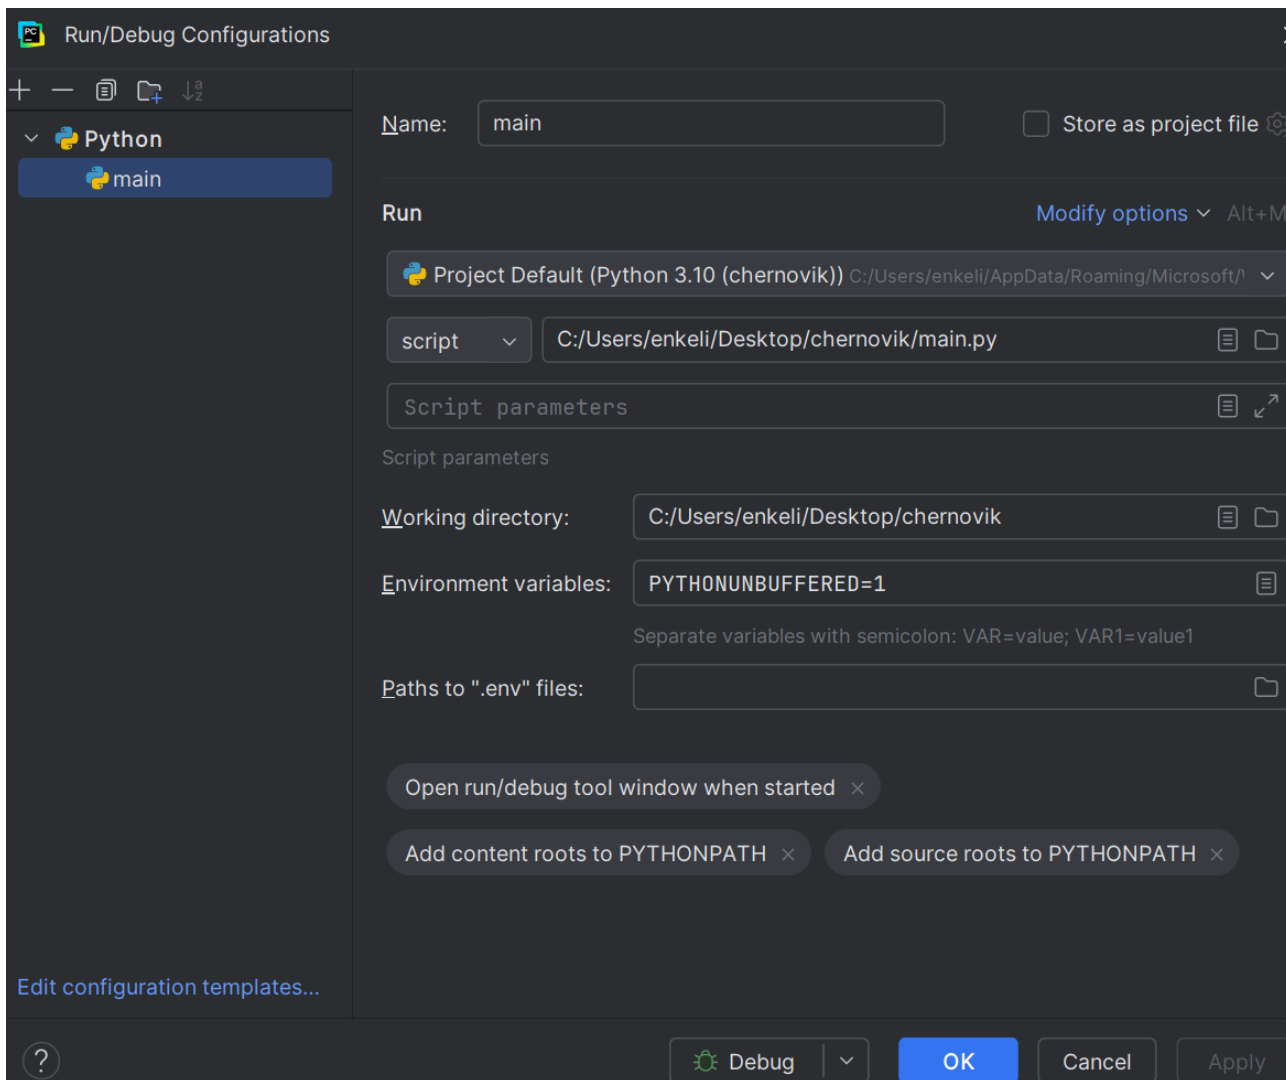 PC
Run/Debug Configurations
Python
main
Name: main Store as project file
Run Modify options Alt+M
Project Default (Python 3.10 (chernovik)) C:/Users/enkeli/AppData/Roaming/Microsoft/
script C:/Users/enkeli/Desktop/chernovik/main.py
Script parameters
Script parameters
Working directory: C:/Users/enkeli/Desktop/chernovik
Environment variables: PYTHONUNBUFFERED=1
Separate variables with semicolon: VAR=value; VAR1=value1
Paths to ".env" files:
Open run/debug tool window when started
Add content roots to PYTHONPATH Add source roots to PYTHONPATH
Edit configuration templates...
? Debug OK Cancel Apply